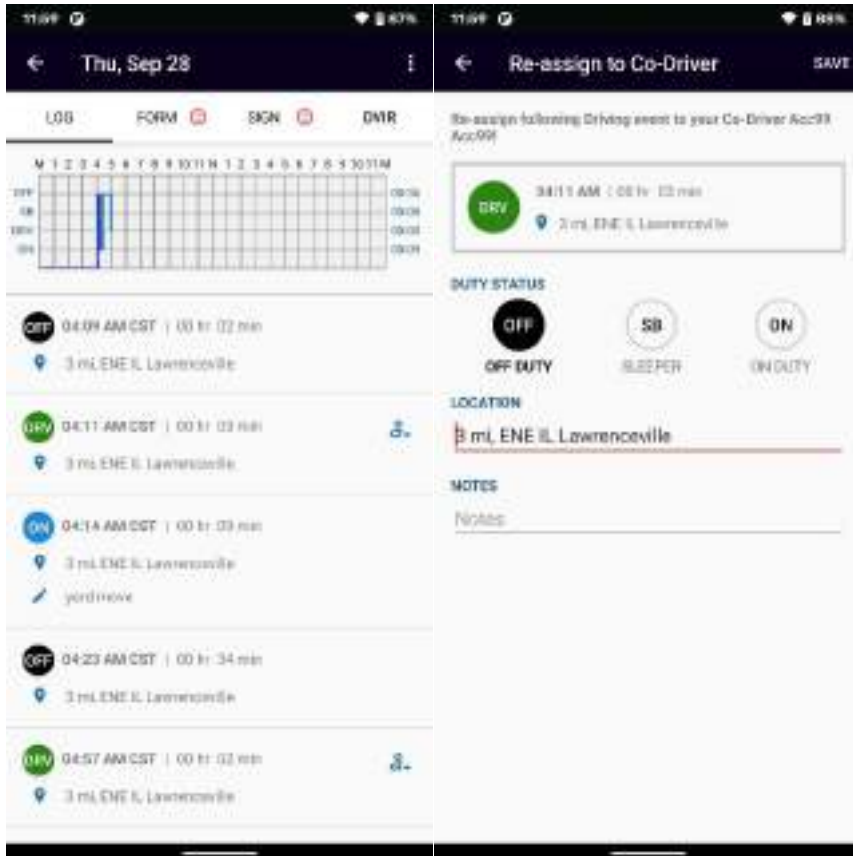 11:59
87%
Thu, Sep 28
LOG FORM SIGN DVIR
M 1 2 3 4 5 6 7 8 9 10 11 N 1 2 3 4 5 6 7 8 9 10 11 M
OFF
SB
DRV
ON
OFF 04:09 AM CST | 00 hr 02 min
3 mi, ENE IL Lawrenceville
DRV 04:11 AM CST | 00 hr 03 min
3 mi, ENE IL Lawrenceville
ON 04:14 AM CST | 00 hr 09 min
3 mi, ENE IL Lawrenceville
yardmove
OFF 04:23 AM CST | 00 hr 34 min
3 mi, ENE IL Lawrenceville
DRV 04:57 AM CST | 00 hr 02 min
3 mi, ENE IL Lawrenceville
11:59
88%
Re-assign to Co-Driver SAVE
Re-assign following Driving event to your Co-Driver Acc99
Acc99!
DRV 04:11 AM | 00 hr 03 min
3 mi, ENE IL Lawrenceville
DUTY STATUS
OFF SB ON
OFF DUTY SLEEPER ON DUTY
LOCATION
3 mi, ENE IL Lawrenceville
NOTES
Notes